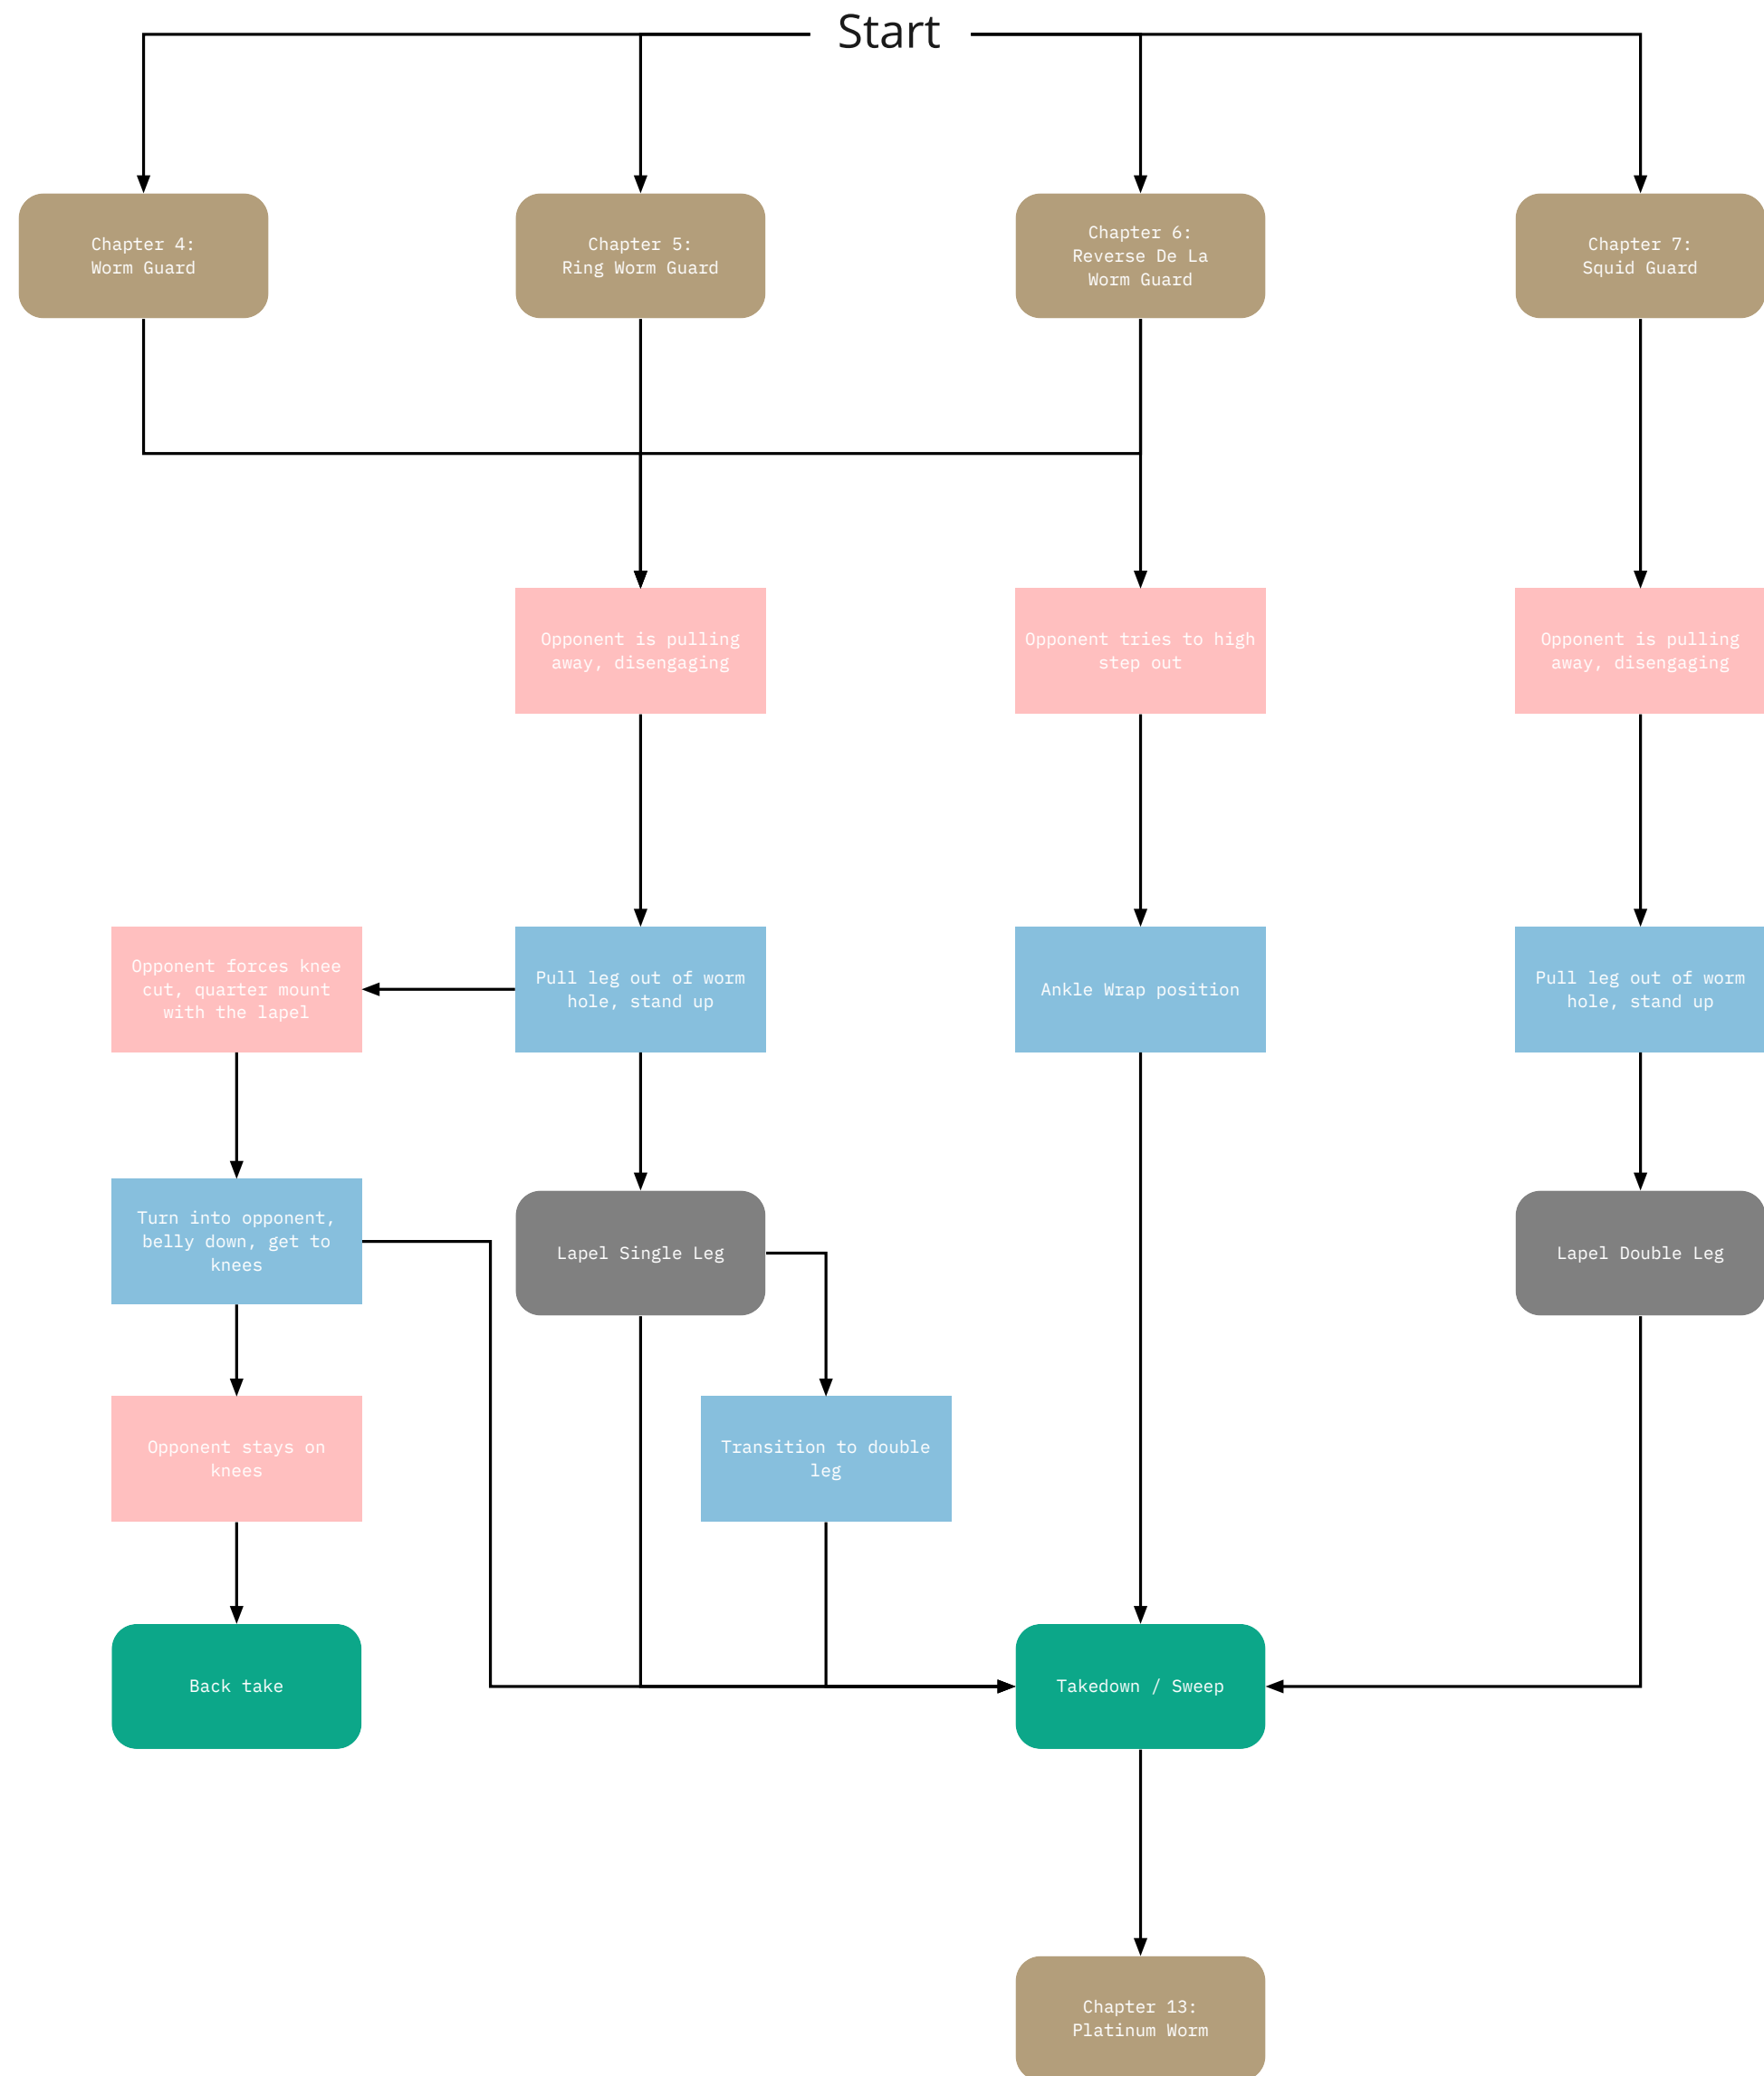 Start
Chapter 4:
Worm Guard
Chapter 5:
Ring Worm Guard
Chapter 6:
Reverse De La
Worm Guard
Chapter 7:
Squid Guard
Opponent is pulling
away, disengaging
Opponent tries to high
step out
Opponent is pulling
away, disengaging
Opponent forces knee
cut, quarter mount
with the lapel
Pull leg out of worm
hole, stand up
Ankle Wrap position
Pull leg out of worm
hole, stand up
Turn into opponent,
belly down, get to
knees
Lapel Single Leg
Lapel Double Leg
Opponent stays on
knees
Transition to double
leg
Back take
Takedown / Sweep
Chapter 13:
Platinum Worm